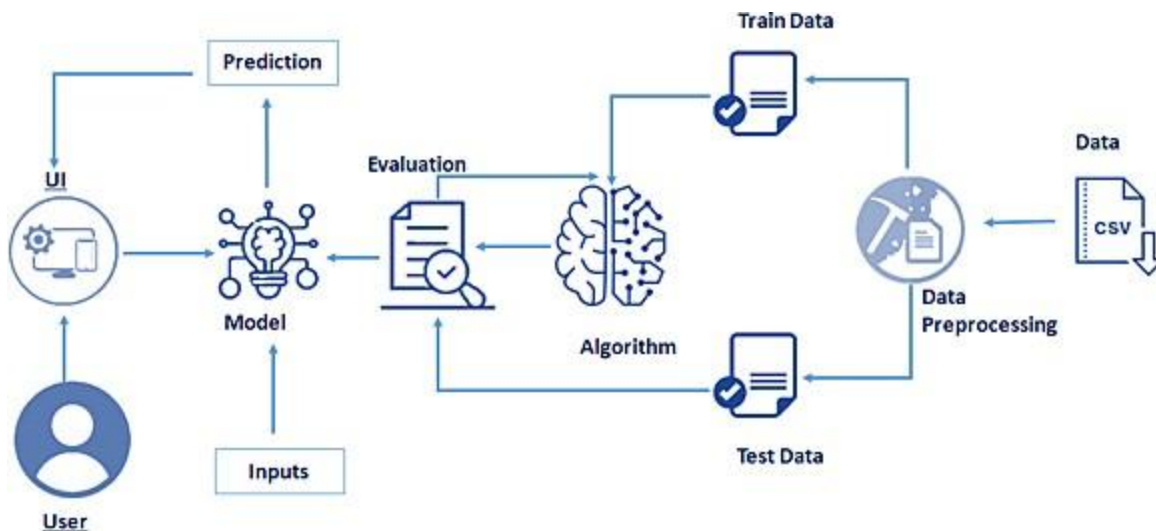 Train Data
Prediction
Data
Evaluation
UI
CSV
Model
Data
Preprocessing
Algorithm
Inputs
Test Data
User